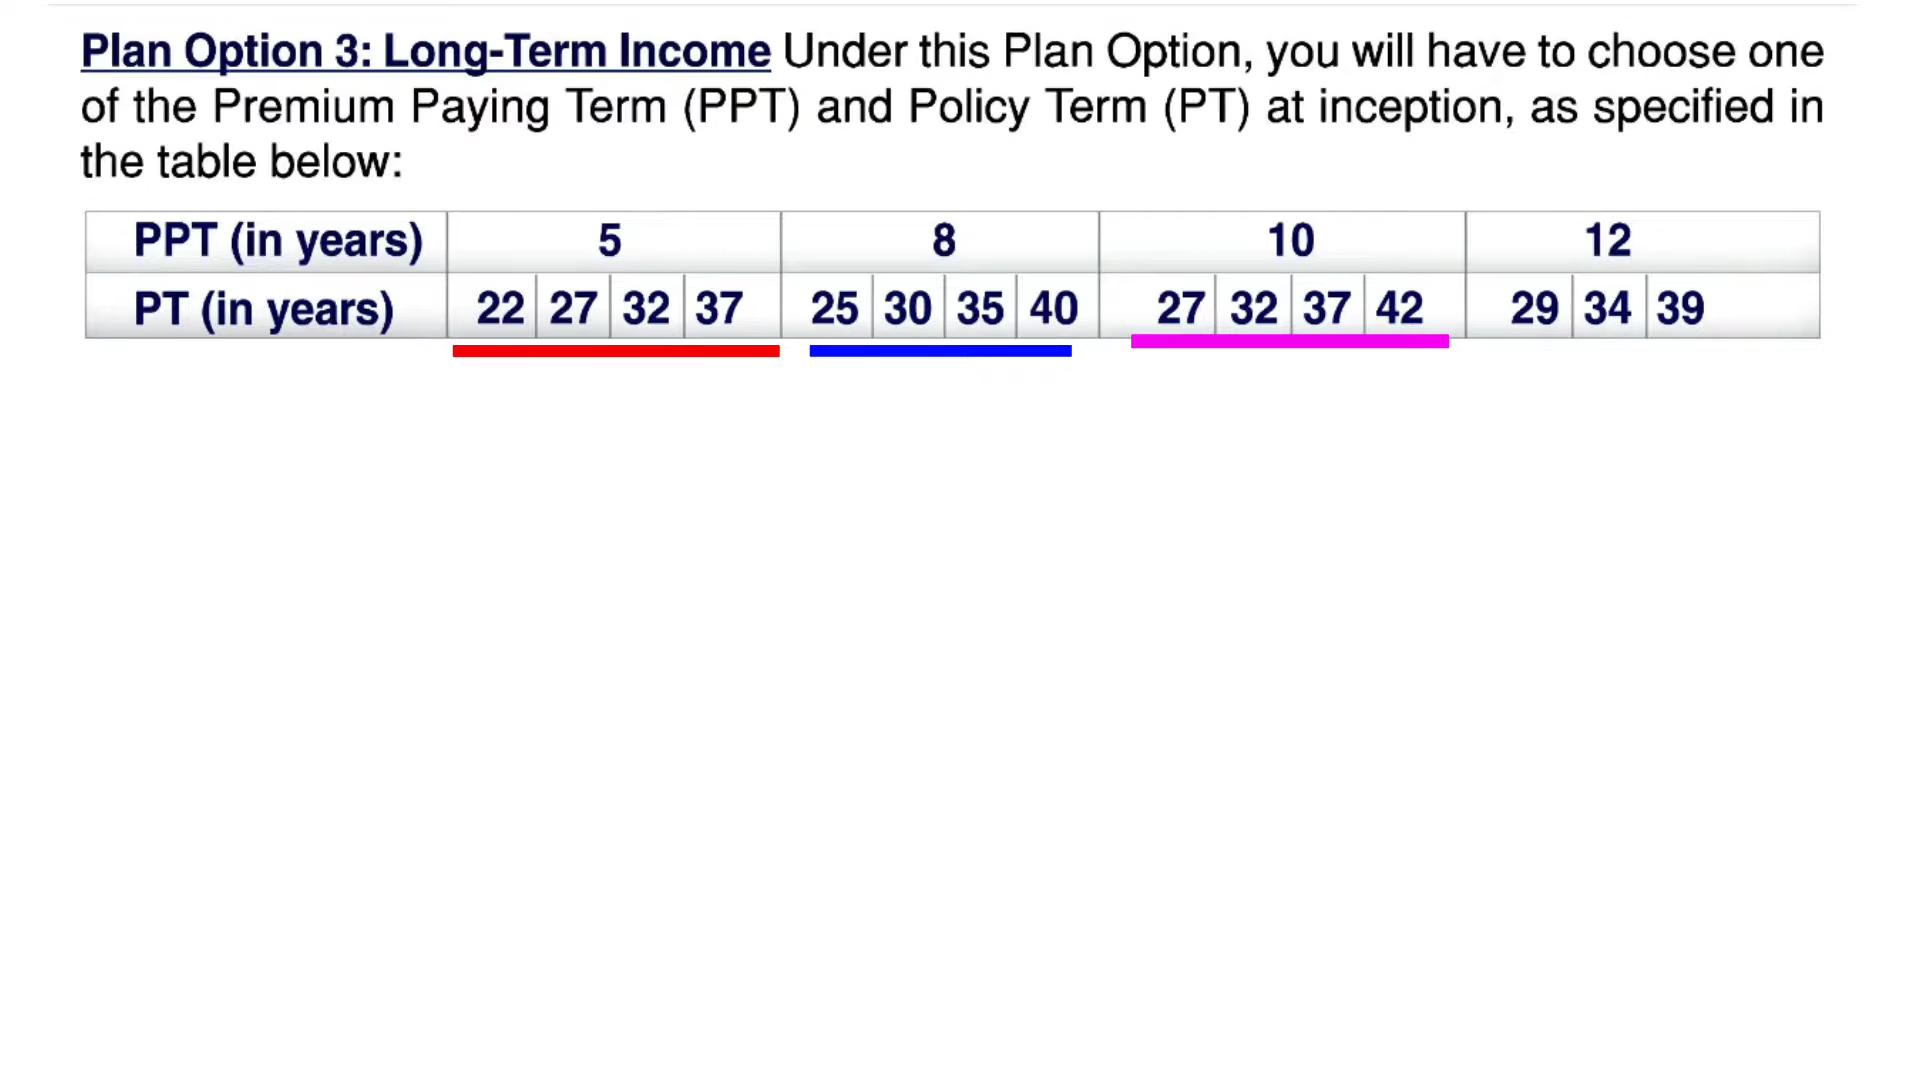 Plan Option 3: Long-Term Income Under this Plan Option, you will have to choose one
of the Premium Paying Term (PPT) and Policy Term (PT) at inception, as specified in
the table below:
PPT (in years) 5 8 10 12
PT (in years) 22 27 32 37 25 30 35 40 27 32 37 42 29 34 39